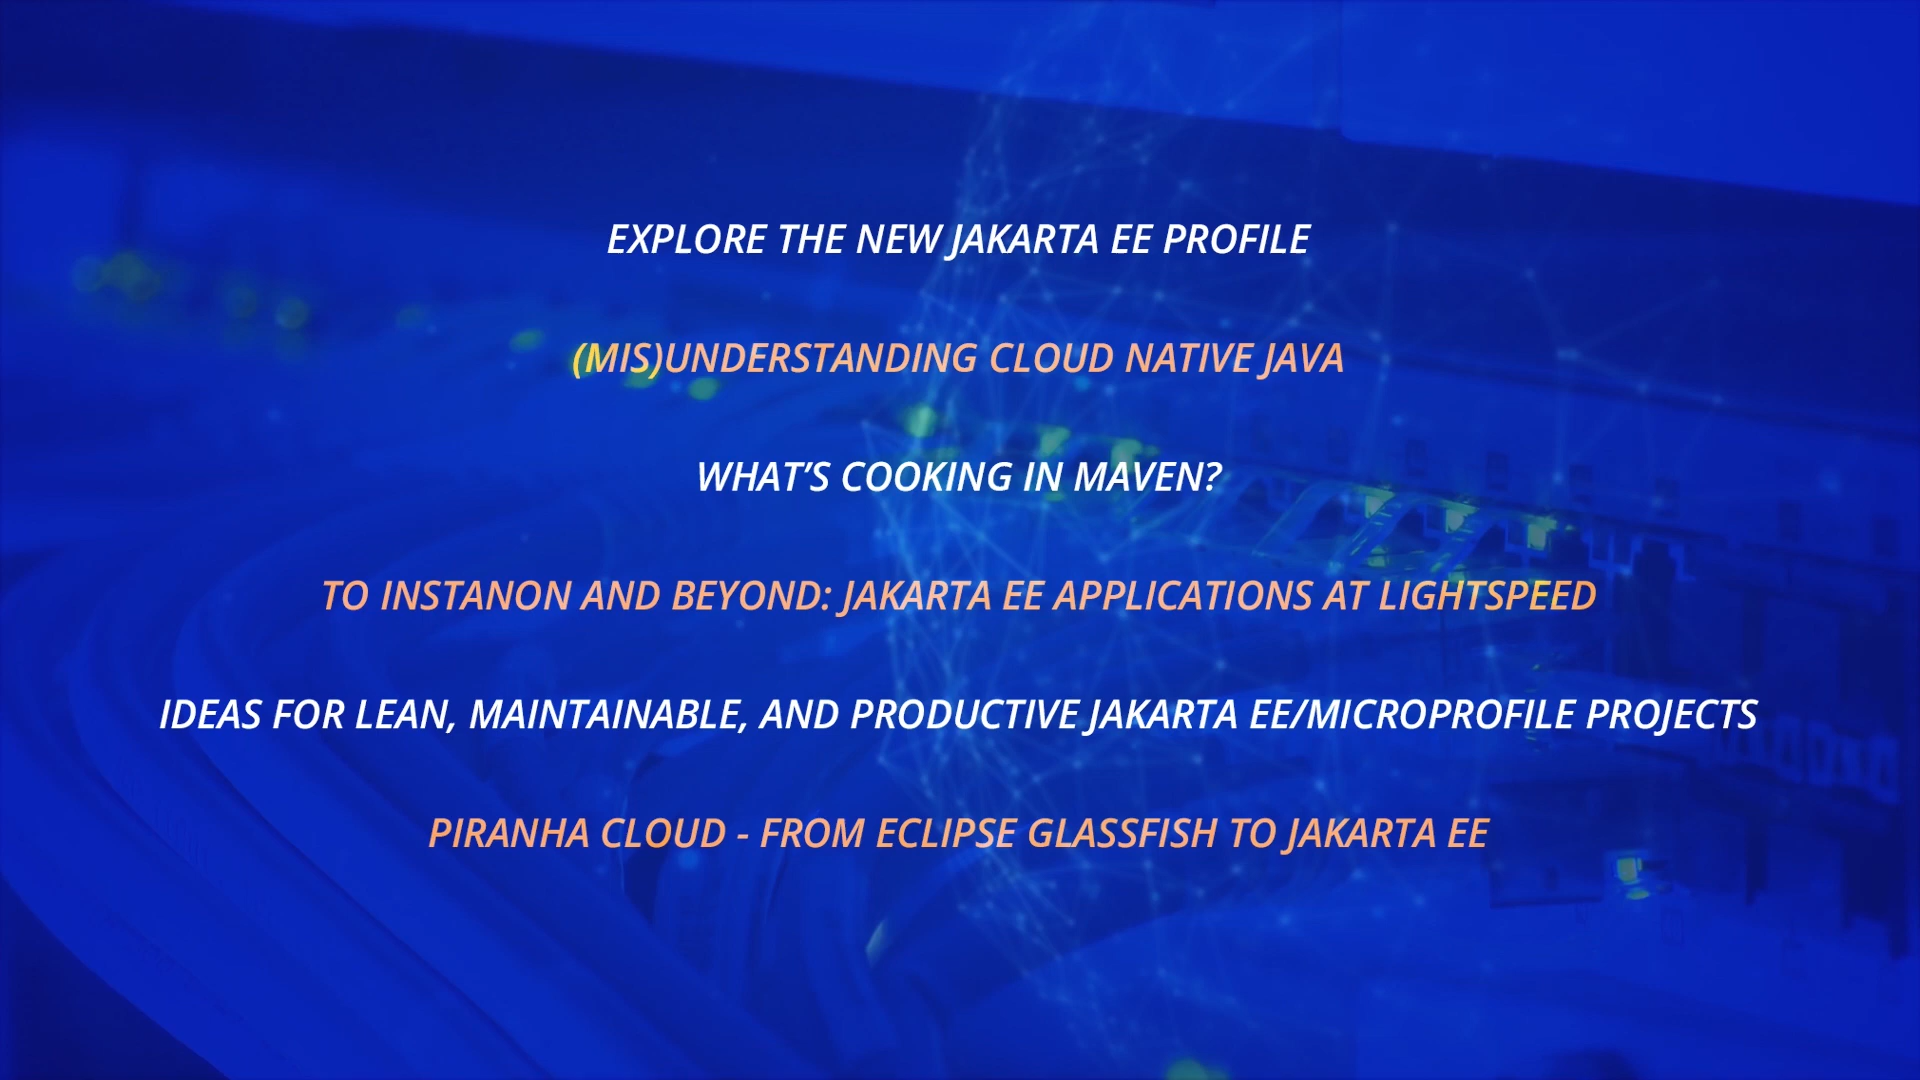 EXPLORE THE NEW JAKARTA EE PROFILE
(MIS)UNDERSTANDING CLOUD NATIVE JAVA
WHAT’S COOKING IN MAVEN?
TO INSTANON AND BEYOND: JAKARTA EE APPLICATIONS AT LIGHTSPEED
IDEAS FOR LEAN, MAINTAINABLE, AND PRODUCTIVE JAKARTA EE/MICROPROFILE PROJECTS
PIRANHA CLOUD - FROM ECLIPSE GLASSFISH TO JAKARTA EE